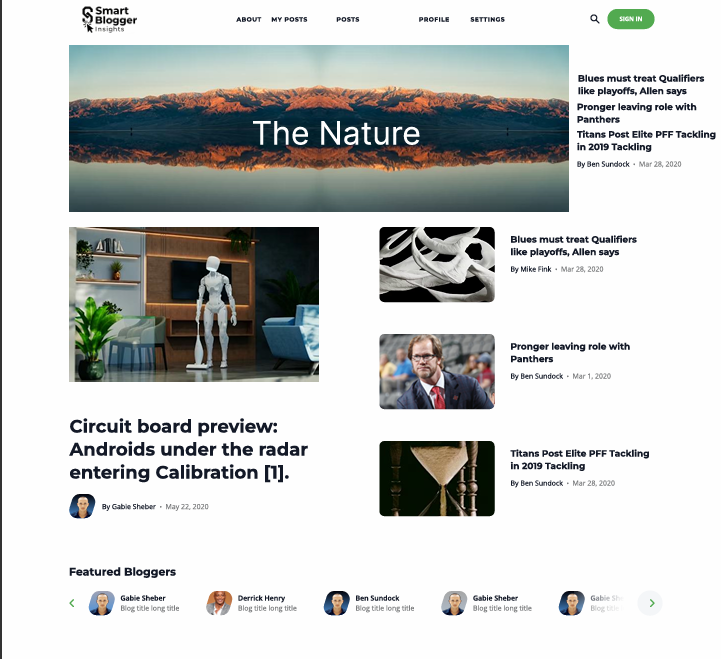 Smart
Blogger
Insights
ABOUT MY POSTS POSTS PROFILE SETTINGS
SIGN IN
The Nature
Blues must treat Qualifiers
like playoffs, Allen says
Pronger leaving role with
Panthers
Titans Post Elite PFF Tackling
in 2019 Tackling
By Ben Sundock • Mar 28, 2020
Circuit board preview:
Androids under the radar
entering Calibration [1].
By Gabie Sheber • May 22, 2020
Blues must treat Qualifiers
like playoffs, Allen says
By Mike Fink • Mar 28, 2020
Pronger leaving role with
Panthers
By Ben Sundock • Mar 1, 2020
Titans Post Elite PFF Tackling
in 2019 Tackling
By Ben Sundock • Mar 28, 2020
Featured Bloggers
Gabie Sheber
Blog title long title
Derrick Henry
Blog title long title
Ben Sundock
Blog title long title
Gabie Sheber
Blog title long title
Gabie
Blog